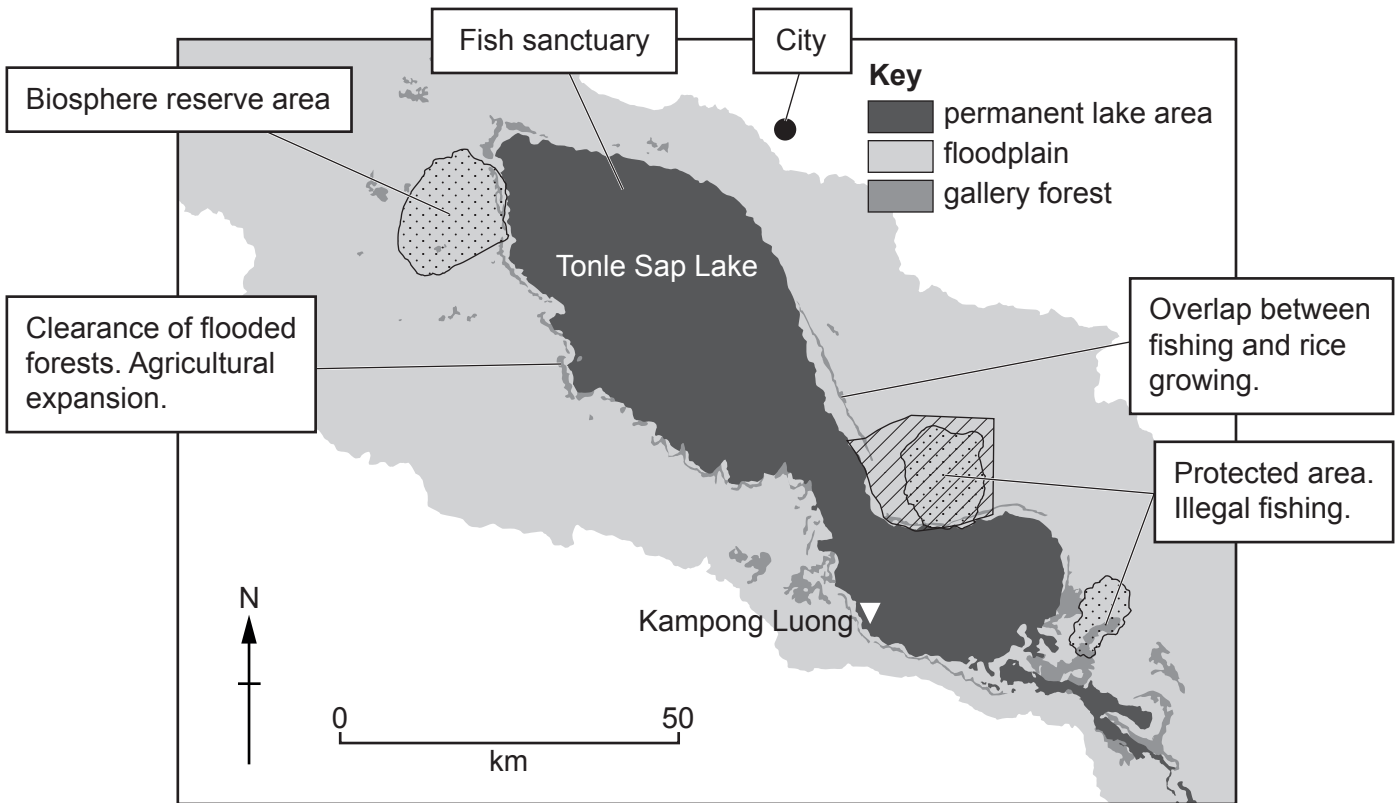 Fish sanctuary
City
Biosphere reserve area
Key
permanent lake area
floodplain
gallery forest
Tonle Sap Lake
Clearance of flooded
forests. Agricultural
expansion.
Overlap between
fishing and rice
growing.
Protected area.
Illegal fishing.
Kampong Luong
N
0 50
km